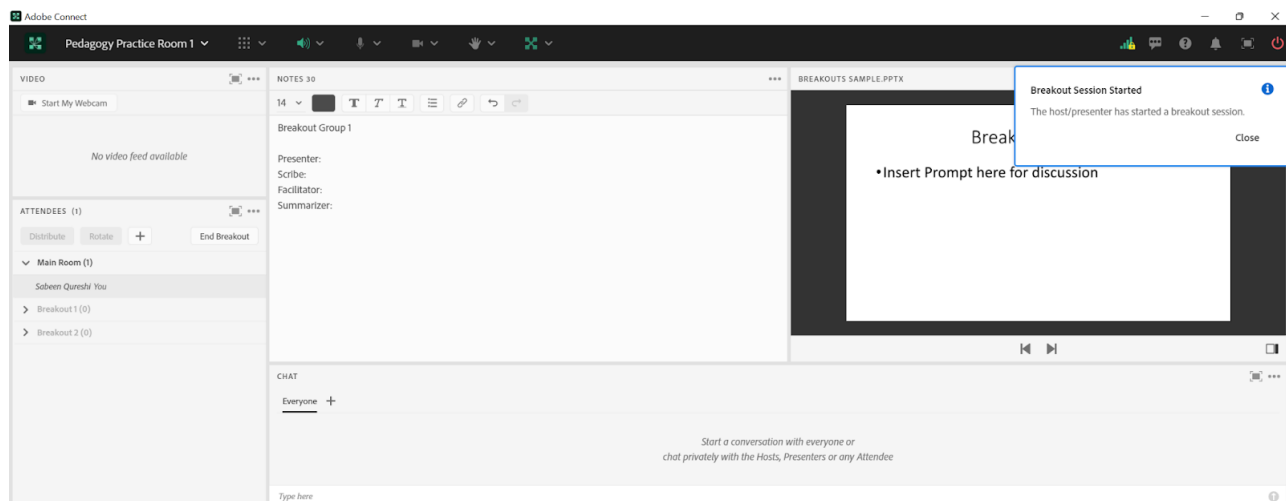 Adobe Connect
Pedagogy Practice Room 1
VIDEO
Start My Webcam
No video feed available
ATTENDEES (1)
Distribute Rotate End Breakout
Main Room (1)
Sabeen Qureshi You
Breakout 1 (0)
Breakout 2 (0)
NOTES 30
14 T T T
Breakout Group 1
Presenter:
Scribe:
Facilitator:
Summarizer:
BREAKOUTS SAMPLE.PPTX
Break
•Insert Prompt here for discussion
Breakout Session Started
The host/presenter has started a breakout session.
Close
CHAT
Everyone
Start a conversation with everyone or
chat privately with the Hosts, Presenters or any Attendee
Type here